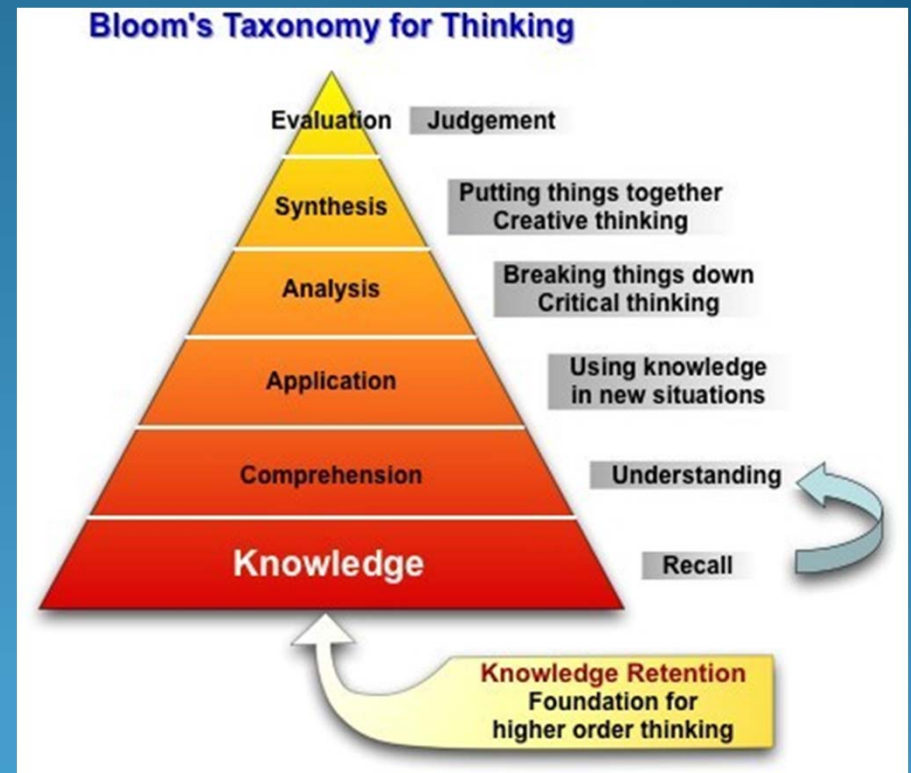 Bloom's Taxonomy for Thinking
Evaluation
Judgement
Synthesis
Putting things together
Creative thinking
Analysis
Breaking things down
Critical thinking
Application
Using knowledge
in new situations
Comprehension
Understanding
Knowledge
Recall
Knowledge Retention
Foundation for
higher order thinking